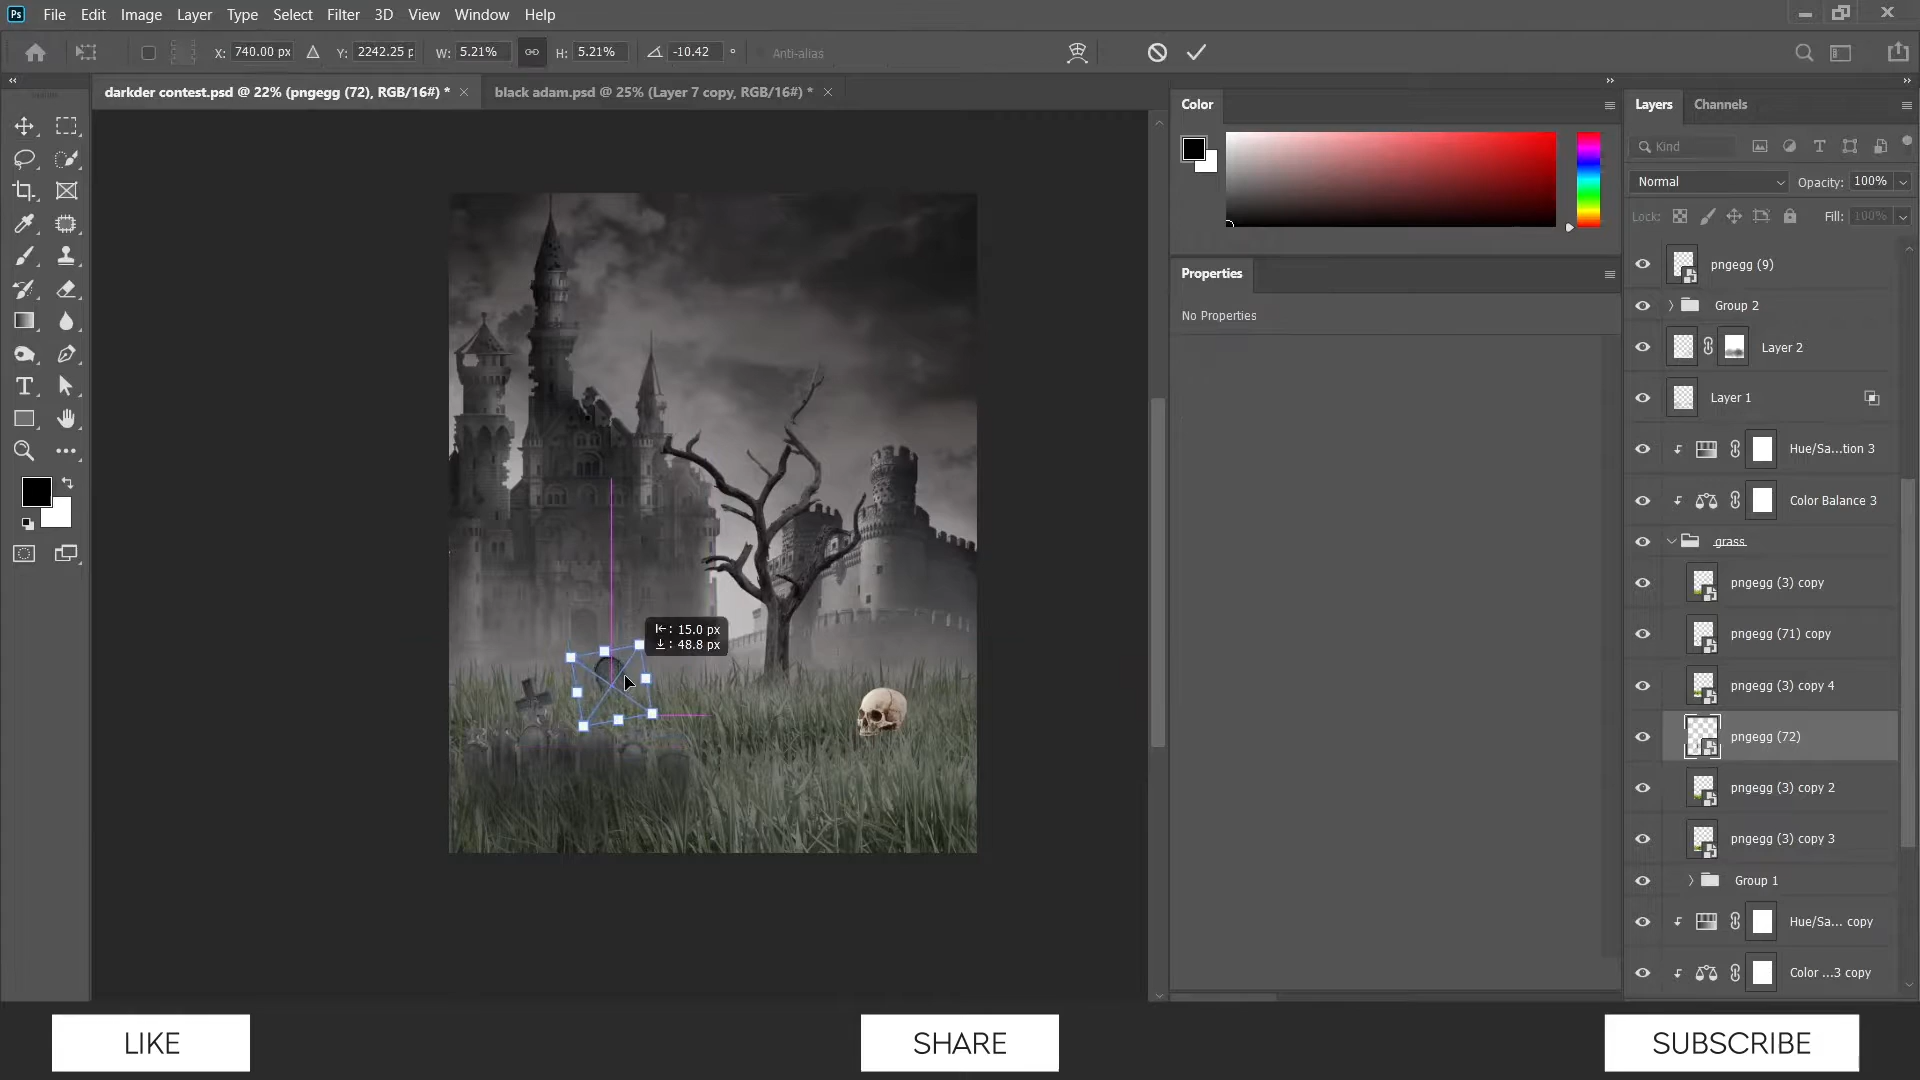 Ps File Edit Image Layer Type Select Filter 3D View Window Help
X: 740.00 px Y: 2242.25 p W: 5.21% H: 5.21% -10.42 ° Anti-alias
darkder contest.psd @ 22% (pngegg (72), RGB/16#) * × black adam.psd @ 25% (Layer 7 copy, RGB/16#) * ×
Color
Properties
No Properties
Layers Channels
Kind
Normal Opacity: 100%
Lock: Fill: 100%
pngegg (9)
Group 2
Layer 2
Layer 1
Hue/Sa...tion 3
Color Balance 3
grass
pngegg (3) copy
pngegg (71) copy
pngegg (3) copy 4
pngegg (72)
pngegg (3) copy 2
pngegg (3) copy 3
Group 1
Hue/Sa... copy
Color ...3 copy
: 15.0 px
: 48.8 px
LIKE SHARE SUBSCRIBE